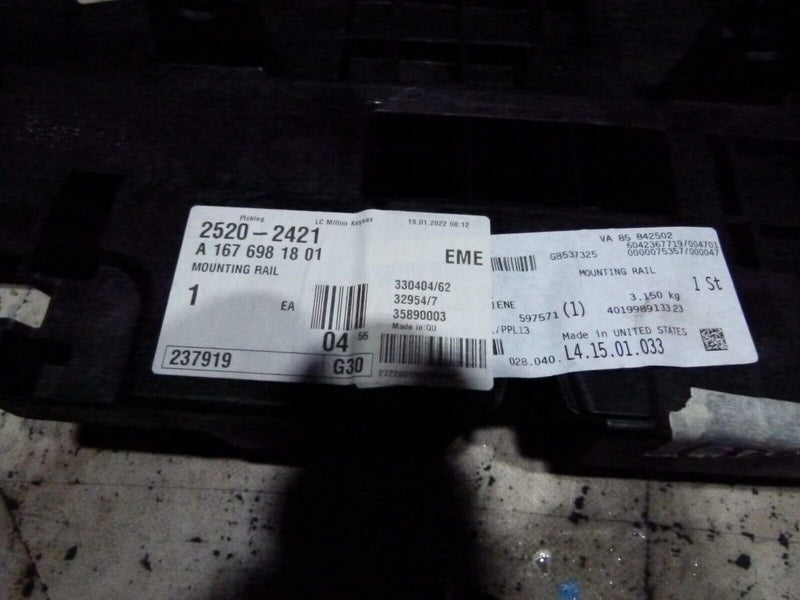 Picking
LC Milton Keynes
19.01.2022 06:12
2520-2421
A 167 698 18 01
EME
MOUNTING RAIL
330404/62
1
EA
32954/7
35890003
Made in:QU
04 55
237919
G30
VA 85 842502
6042367719/004701
GB537325
0000075357/000047
MOUNTING RAIL
1 St
3.150 kg
597571 (1)
401998913323
/PPL13
Made in UNITED STATES
028.040.
L4.15.01.033